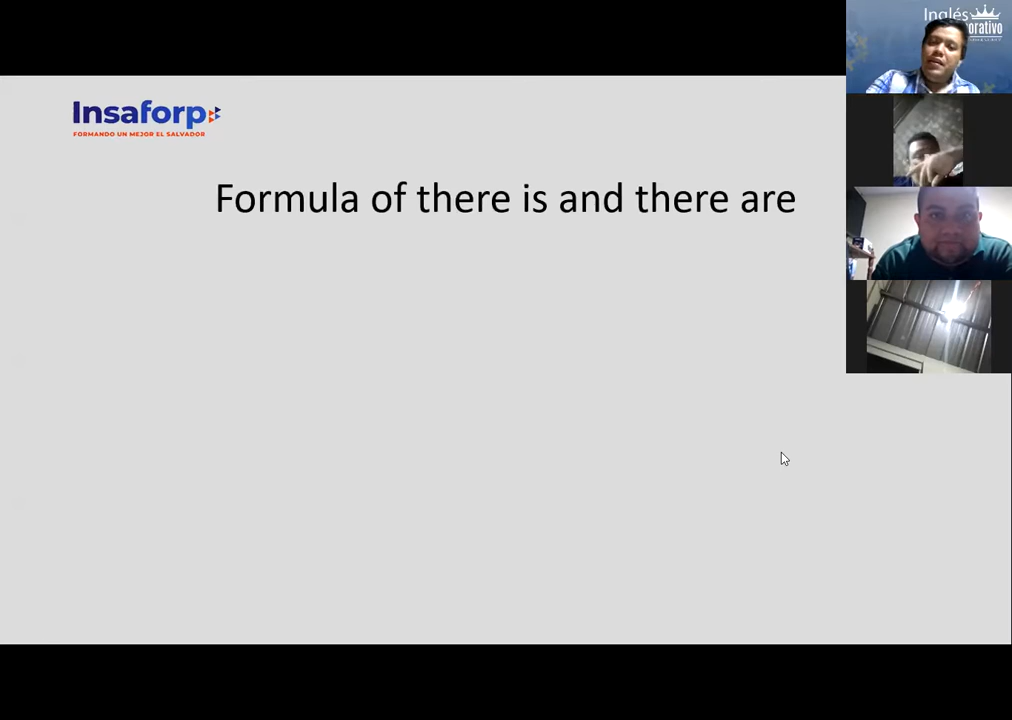 Inglés
orativo
Insaforp
FORMANDO UN MEJOR EL SALVADOR
Formula of there is and there are